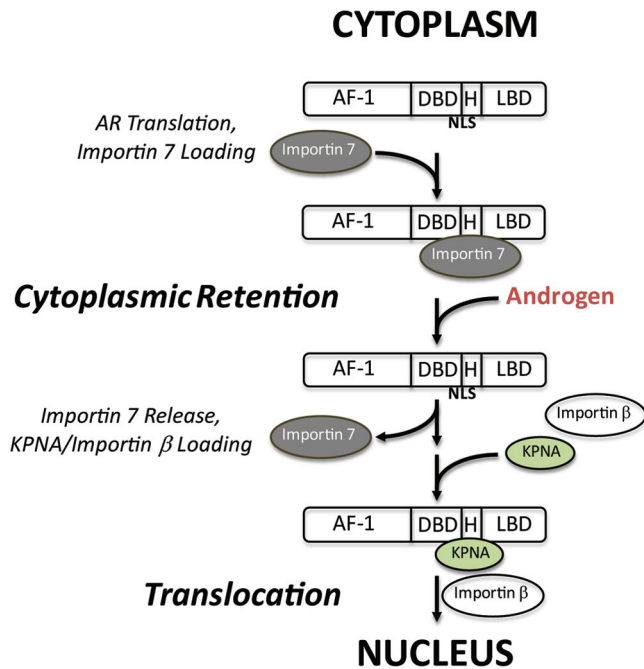 CYTOPLASM
AF-1 DBD H LBD
NLS
AR Translation,
Importin 7 Loading
Importin 7
AF-1 DBD H LBD
Importin 7
Cytoplasmic Retention
Androgen
AF-1 DBD H LBD
NLS
Importin 7 Release,
KPNA/Importin β Loading
Importin 7
Importin β
KPNA
AF-1 DBD H LBD
KPNA
Translocation
Importin β
NUCLEUS